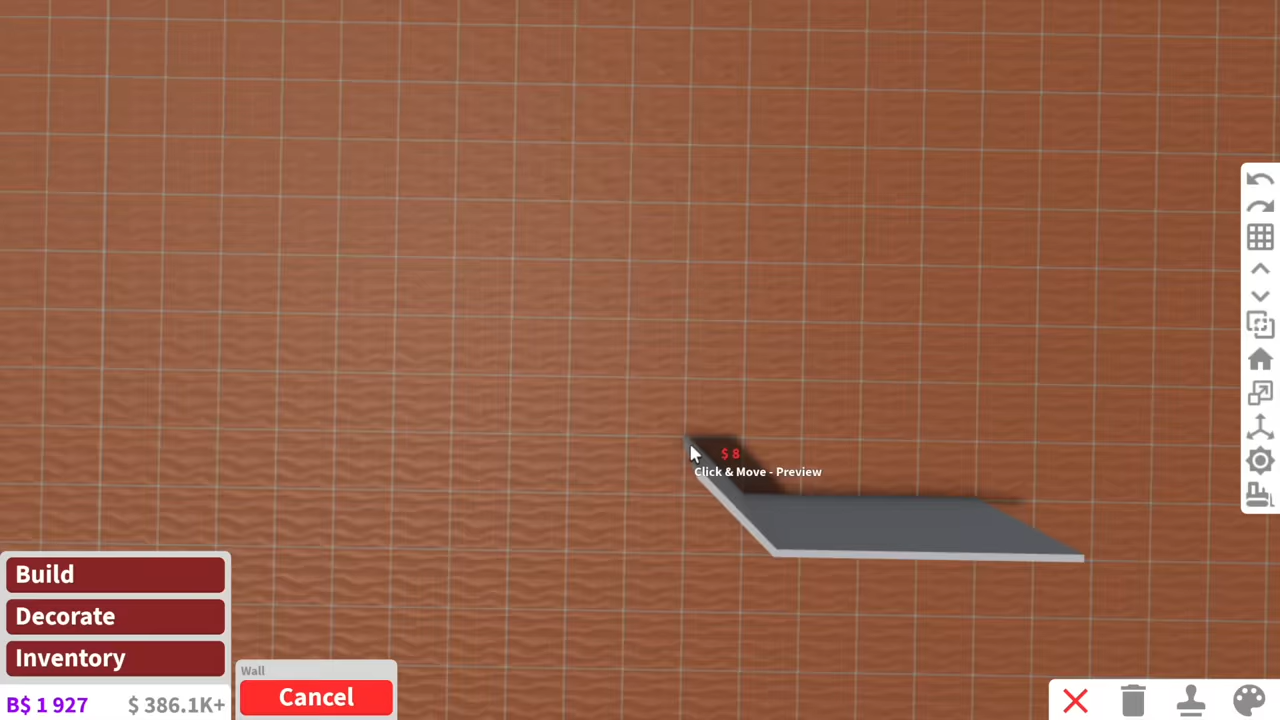 $ 8
Click & Move - Preview
Build
Decorate
Inventory
Wall
Cancel
B$ 1 927
$ 386.1K+